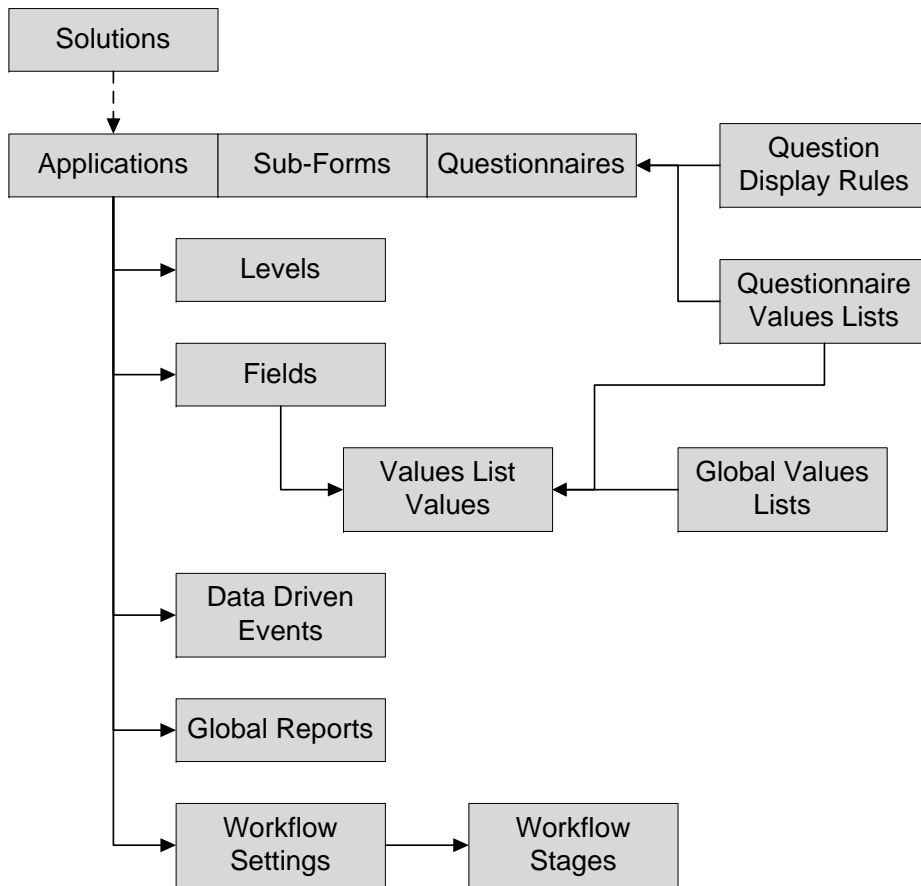 Solutions
Applications
Sub-Forms
Questionnaires
Question
Display Rules
Levels
Questionnaire
Values Lists
Fields
Values List
Values
Global Values
Lists
Data Driven
Events
Global Reports
Workflow
Settings
Workflow
Stages